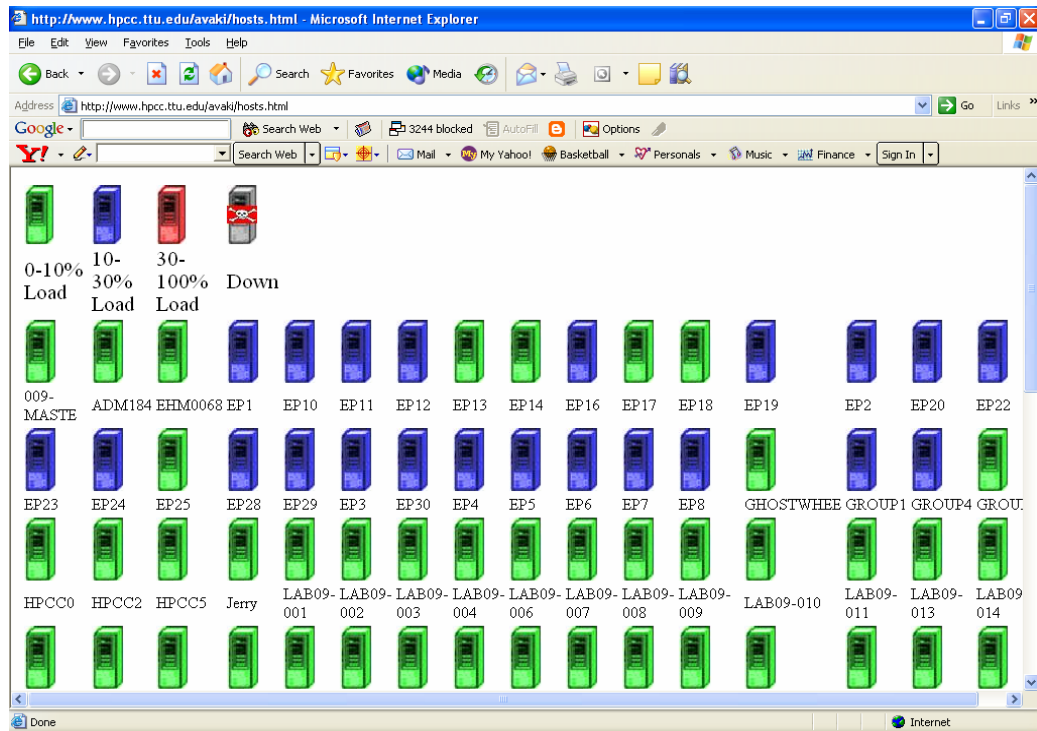 http://www.hpcc.ttu.edu/avaki/hosts.html - Microsoft Internet Explorer
File Edit View Favorites Tools Help
Back Search Favorites Media
Address http://www.hpcc.ttu.edu/avaki/hosts.html Go Links »
Google Search Web 3244 blocked AutoFill Options
Y! Search Web Mail My Yahoo! Basketball Personals Music Finance Sign In
0-10% Load
10-30% Load
30-100% Load
Down
009-MASTE ADM184 EHM0068 EP1 EP10 EP11 EP12 EP13 EP14 EP16 EP17 EP18 EP19 EP2 EP20 EP22
EP23 EP24 EP25 EP28 EP29 EP3 EP30 EP4 EP5 EP6 EP7 EP8 GHOSTWHEE GROUP1 GROUP4 GROU
HPCC0 HPCC2 HPCC5 Jerry LAB09-001 LAB09-002 LAB09-003 LAB09-004 LAB09-006 LAB09-007 LAB09-008 LAB09-009 LAB09-010 LAB09-011 LAB09-013 LAB09-014
Done Internet